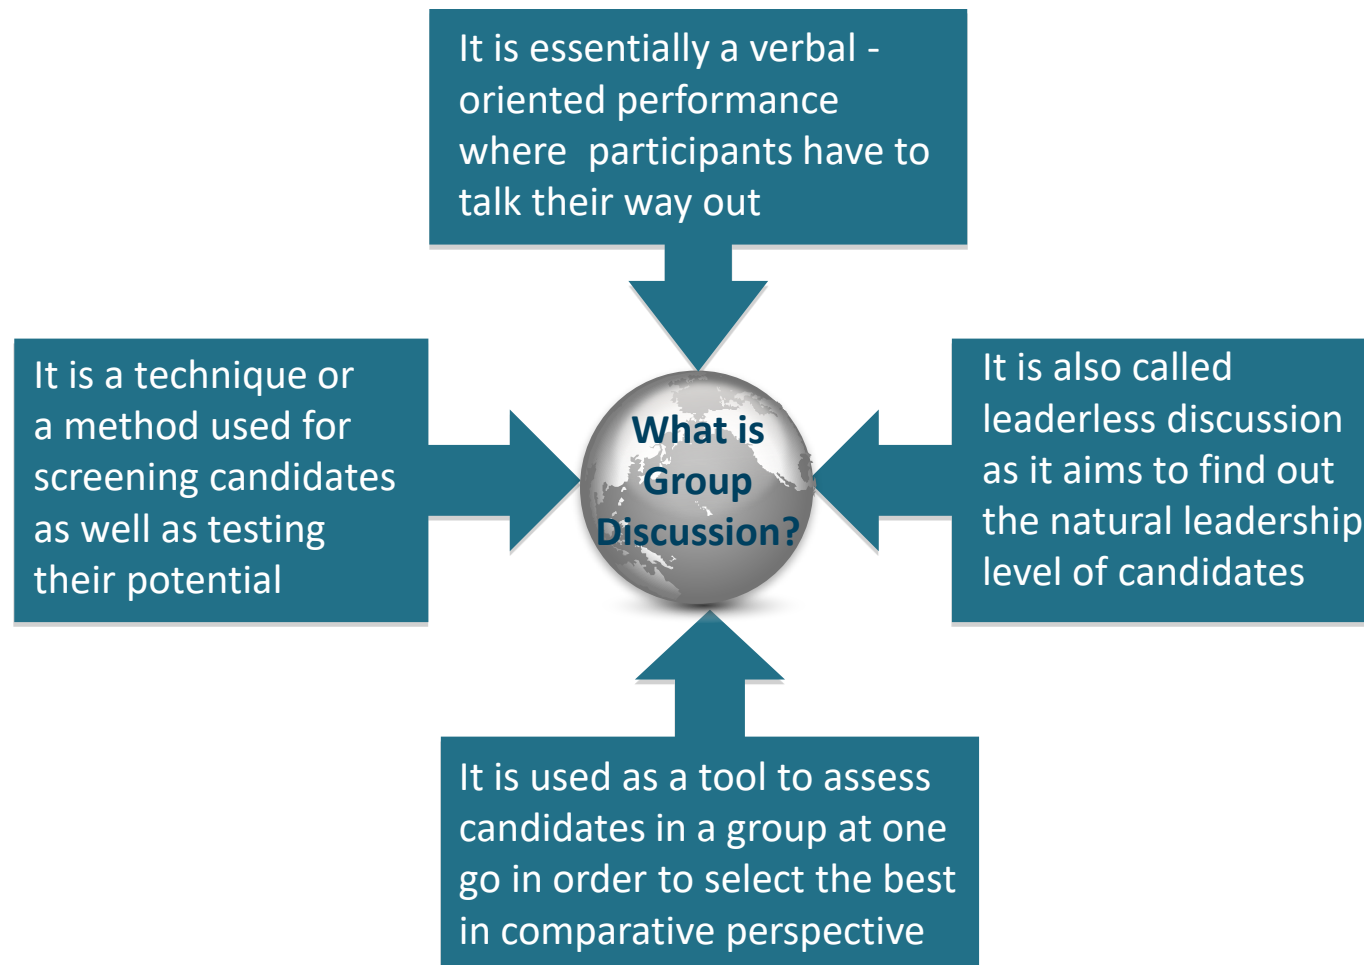 It is essentially a verbal -
oriented performance
where  participants have to
talk their way out
It is a technique or
a method used for
screening candidates
as well as testing
their potential
What is
Group
Discussion?
It is also called
leaderless discussion
as it aims to find out
the natural leadership
level of candidates
It is used as a tool to assess
candidates in a group at one
go in order to select the best
in comparative perspective